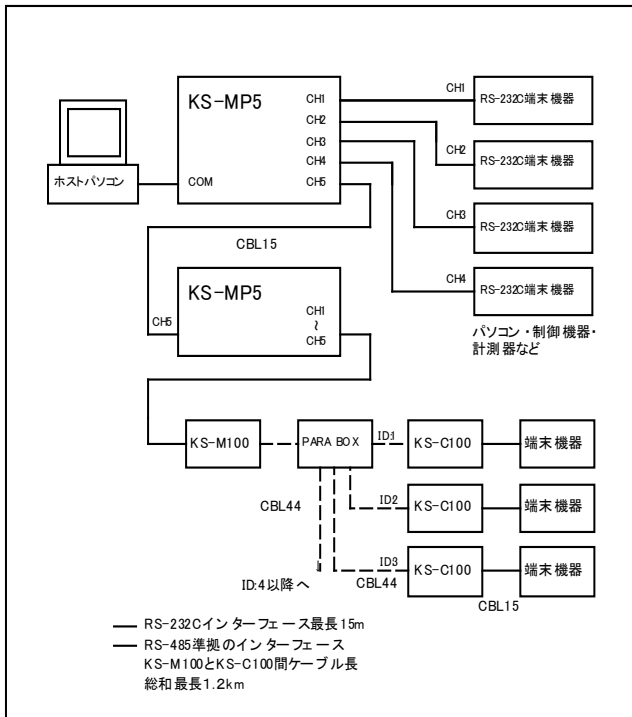 KS-MP5
CH1
CH2
CH3
CH4
CH5
COM
ホストパソコン
CH1
RS-232C端末機器
CH2
RS-232C端末機器
CH3
RS-232C端末機器
CH4
RS-232C端末機器
パソコン・制御機器・
計測器など
CBL15
KS-MP5
CH5
CH1
~
CH5
KS-M100
PARA BOX
ID:1
KS-C100
端末機器
CBL44
ID2
KS-C100
端末機器
ID3
KS-C100
端末機器
ID:4以降へ
CBL44
CBL15
RS-232Cインターフェース最長15m
RS-485準拠のインターフェース
KS-M100とKS-C100間ケーブル長
総和最長1.2km